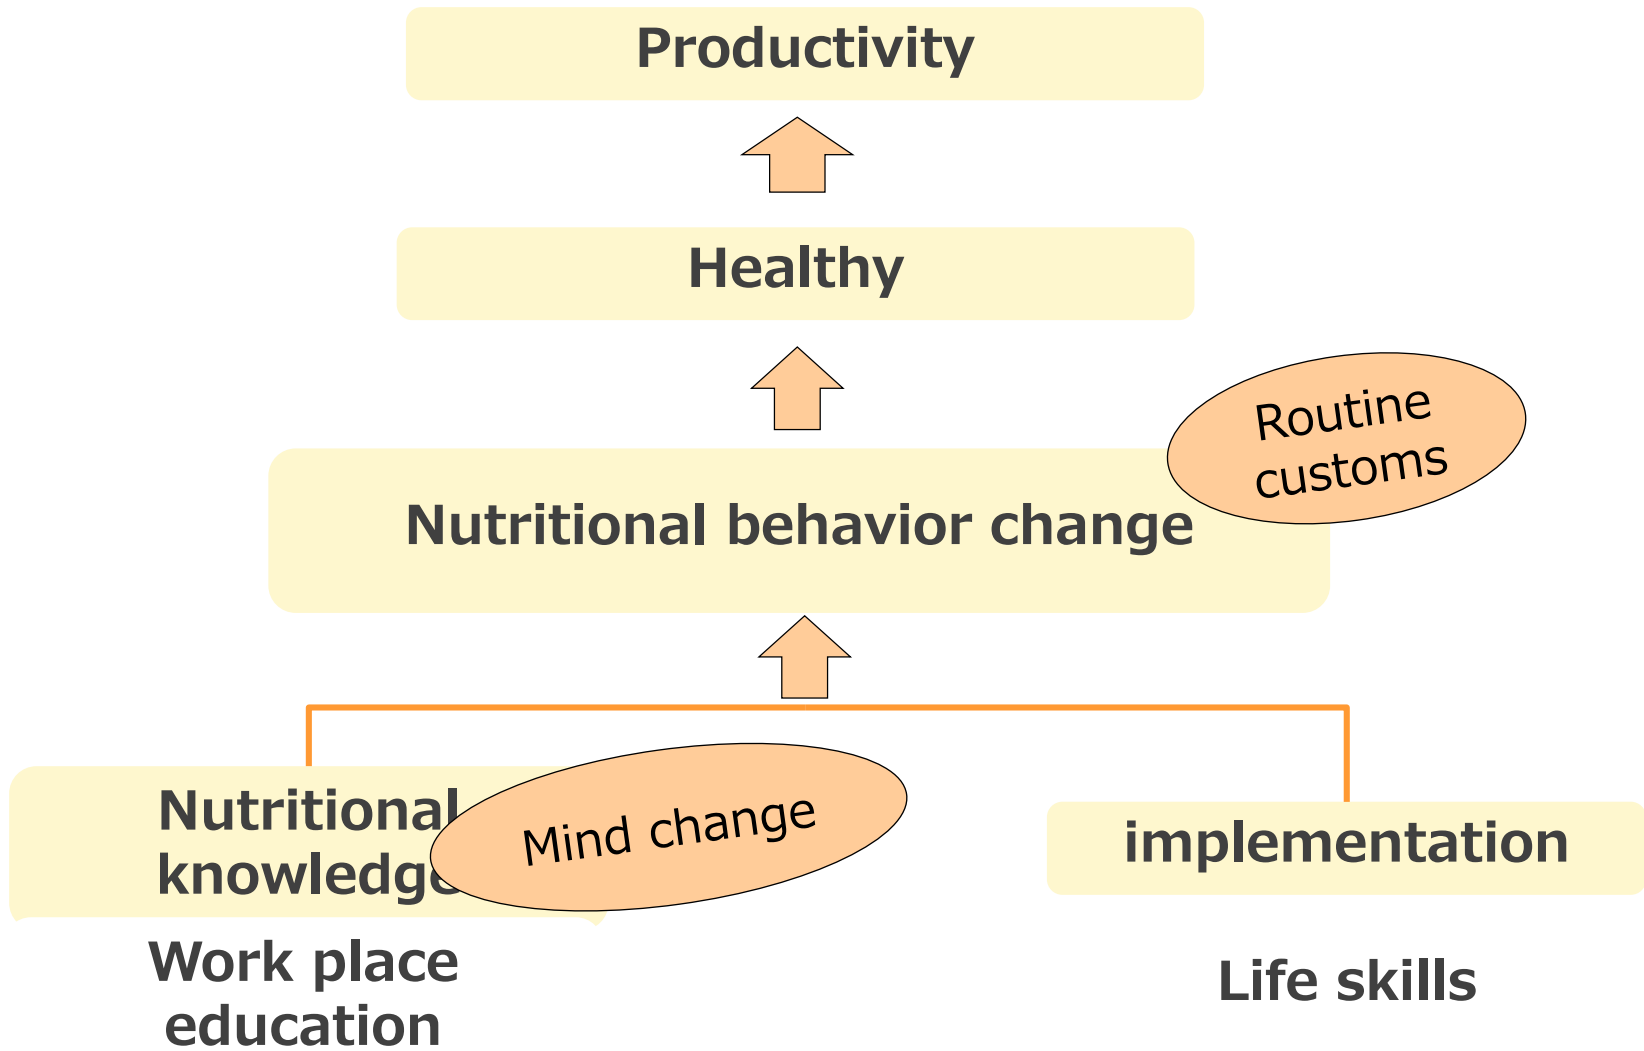 Productivity
Healthy
Routine
customs
Nutritional behavior change
Nutritional
knowledge
Mind change
implementation
Work place
education
Life skills